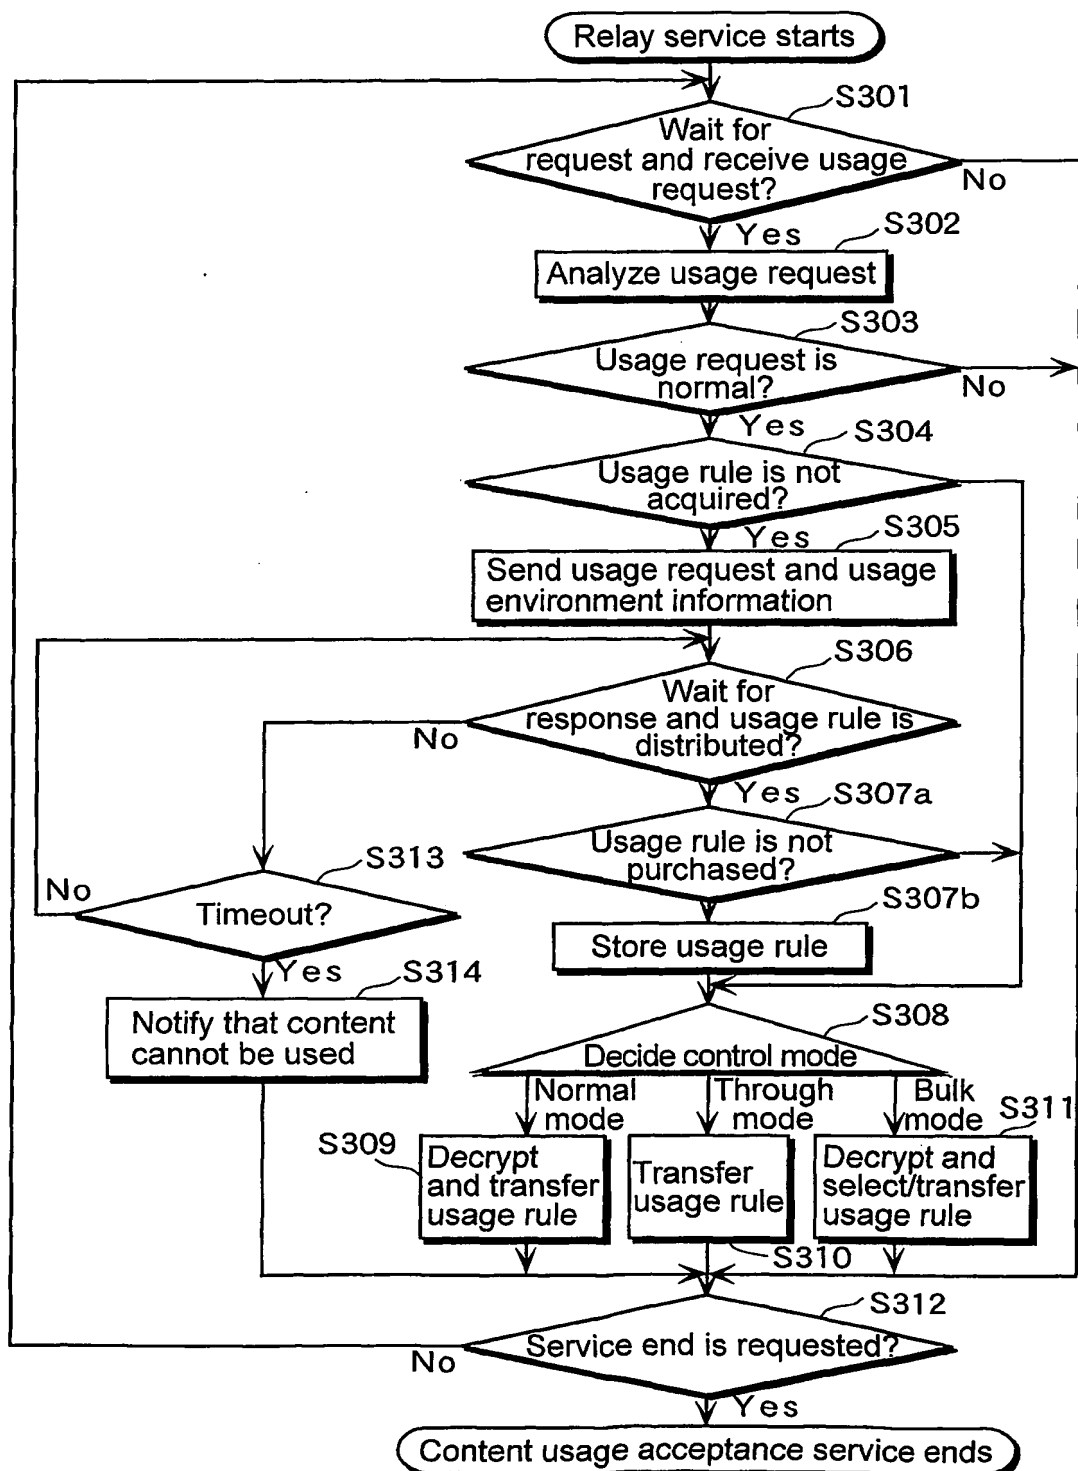 Relay service starts
S301
Wait for
request and receive usage
request?
No
Yes
S302
Analyze usage request
S303
Usage request is
normal?
No
Yes
S304
Usage rule is not
acquired?
Yes
S305
Send usage request and usage
environment information
S306
Wait for
response and usage rule is
distributed?
No
Yes
S307a
Usage rule is not
purchased?
S313
No
Timeout?
S307b
Store usage rule
Yes
S314
Notify that content
cannot be used
S308
Decide control mode
Normal
mode
Through
mode
Bulk
mode
S311
S309
Decrypt
and transfer
usage rule
Transfer
usage rule
Decrypt and
select/transfer
usage rule
S310
S312
Service end is requested?
No
Yes
Content usage acceptance service ends